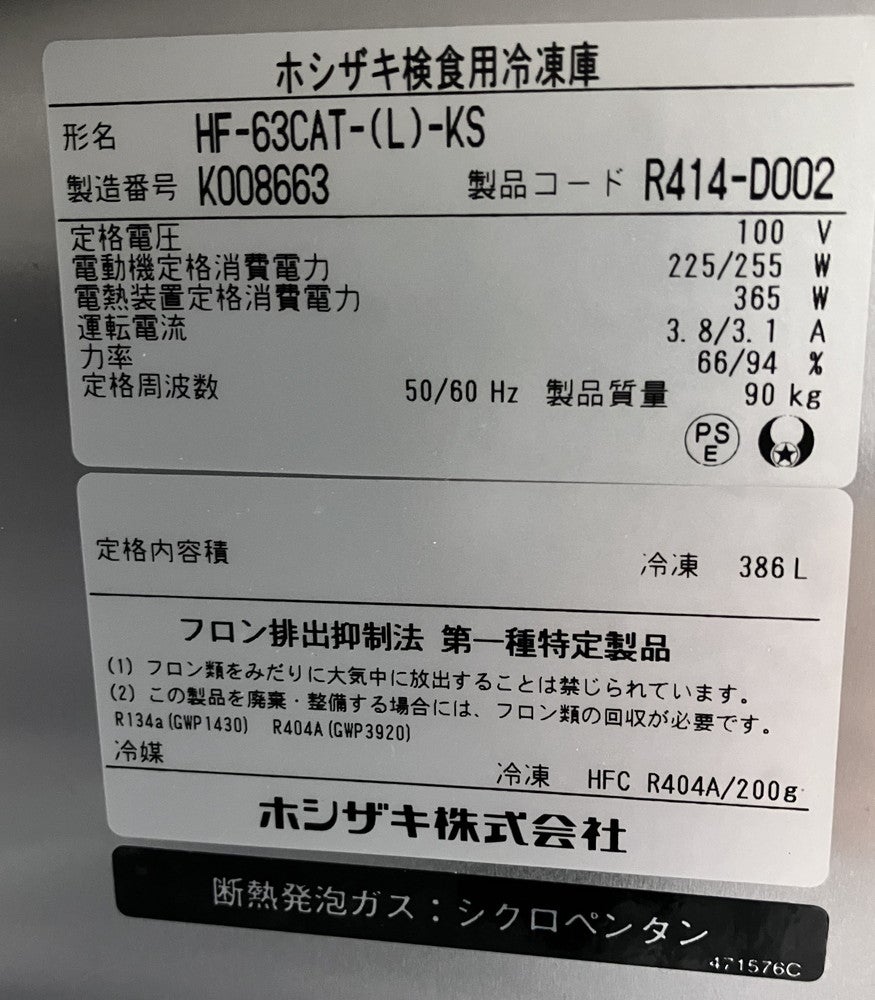 ホシザキ検食用冷凍庫
形名 HF-63CAT-(L)-KS
製造番号 K008663 製品コード R414-D002
定格電圧 100 V
電動機定格消費電力 225/255 W
電熱装置定格消費電力 365 W
運転電流 3.8/3.1 A
力率 66/94 %
定格周波数 50/60 Hz 製品質量 90 kg
PS
E
定格内容積 冷凍 386 L
フロン排出抑制法 第一種特定製品
(1) フロン類をみだりに大気中に放出することは禁じられています。
(2) この製品を廃棄・整備する場合には、フロン類の回収が必要です。
R134a(GWP1430) R404A(GWP3920)
冷媒 冷凍 HFC R404A/200g
ホシザキ株式会社
断熱発泡ガス：シクロペンタン
471576C